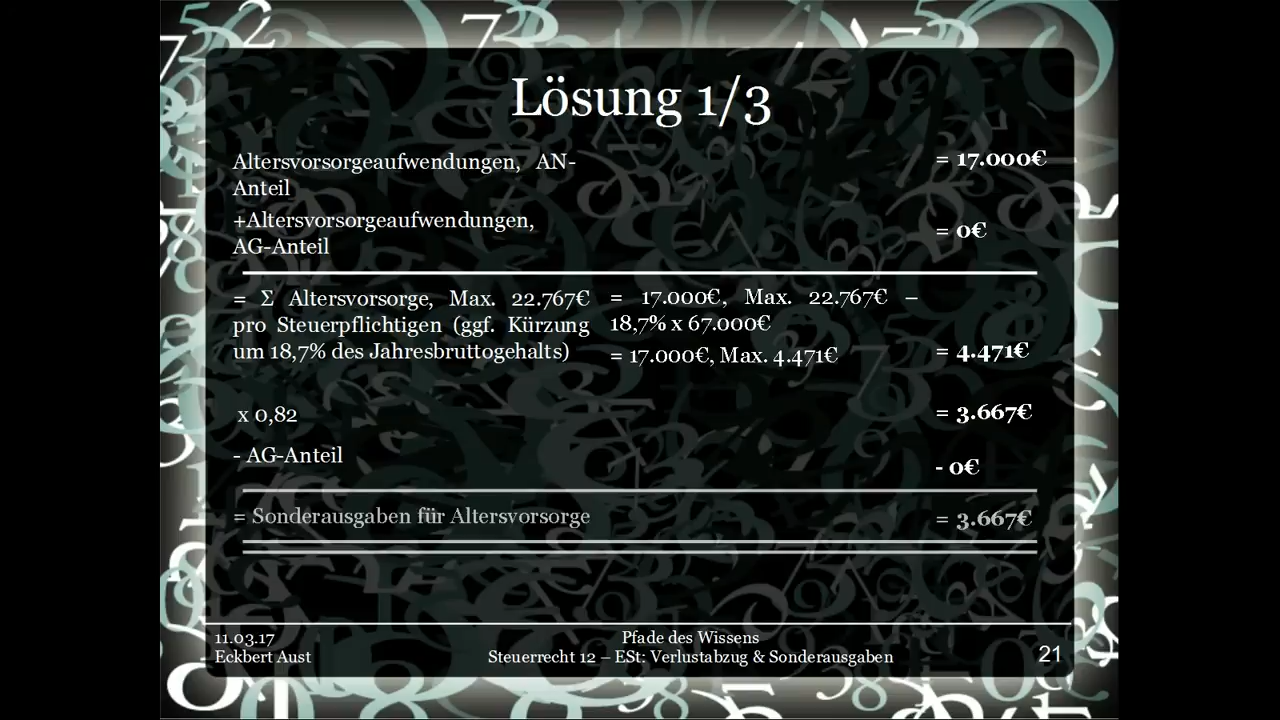 Lösung 1/3
Altersvorsorgeaufwendungen, AN-
Anteil
= 17.000€
+Altersvorsorgeaufwendungen,
AG-Anteil
= 0€
= Σ Altersvorsorge, Max. 22.767€
pro Steuerpflichtigen (ggf. Kürzung
um 18,7% des Jahresbruttogehalts)
= 17.000€, Max. 22.767€ –
18,7% x 67.000€
= 17.000€, Max. 4.471€
= 4.471€
x 0,82
= 3.667€
- AG-Anteil
- 0€
= Sonderausgaben für Altersvorsorge
= 3.667€
11.03.17
Eckbert Aust
Pfade des Wissens
Steuerrecht 12 – ESt: Verlustabzug & Sonderausgaben
21